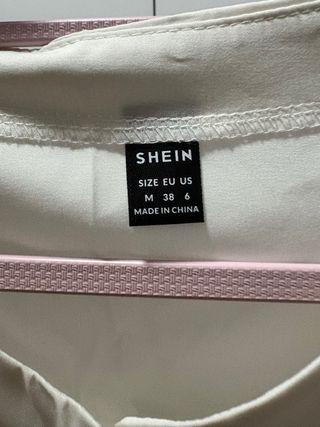 SHEIN
SIZE EU US
M 38 6
MADE IN CHINA